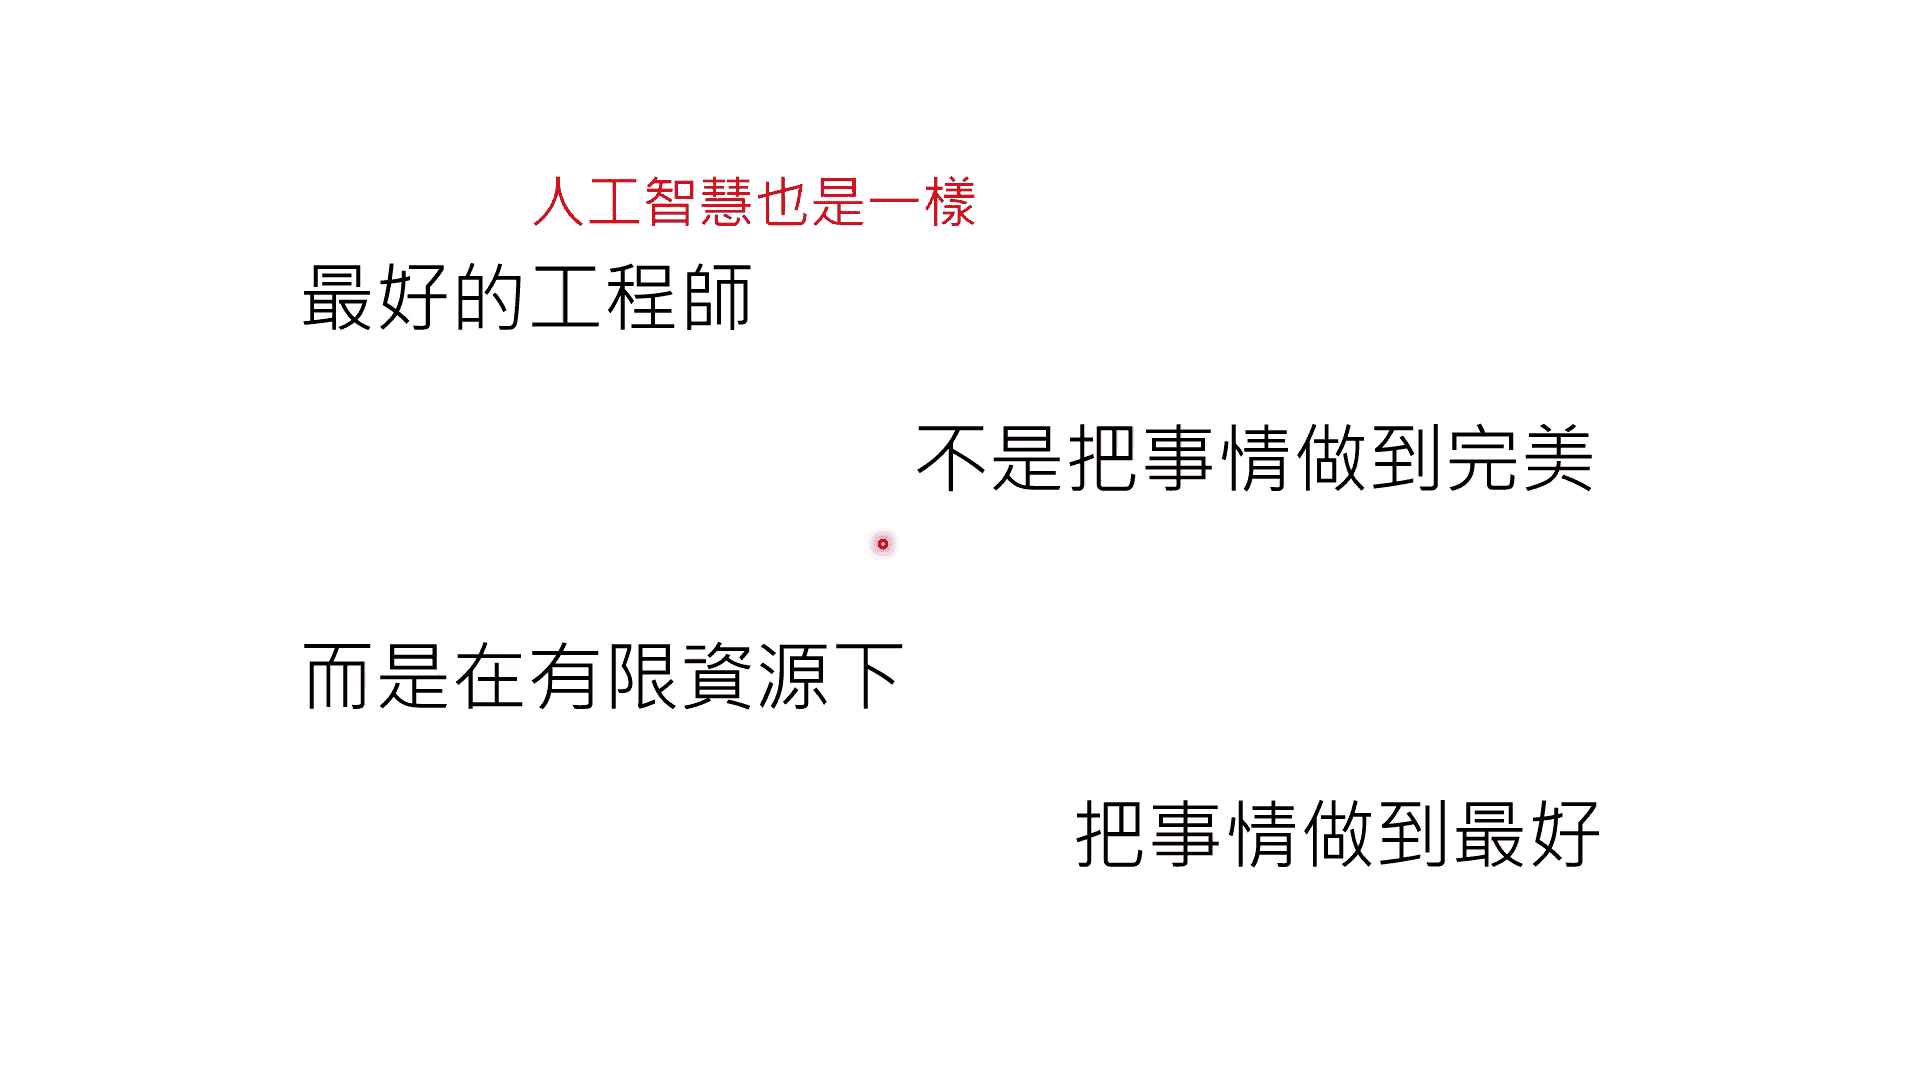 人工智慧也是一樣
最好的工程師
不是把事情做到完美
而是在有限資源下
把事情做到最好